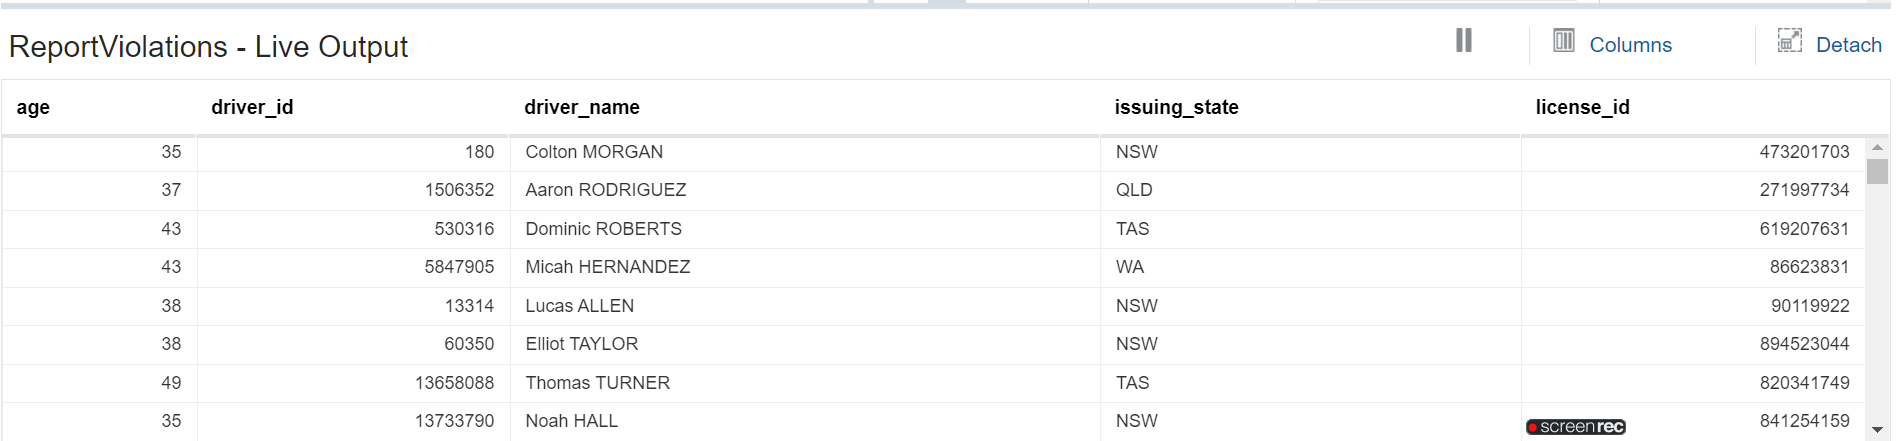 ReportViolations - Live Output Columns Detach
age driver_id driver_name issuing_state license_id
35 180 Colton MORGAN NSW 473201703
37 1506352 Aaron RODRIGUEZ QLD 271997734
43 530316 Dominic ROBERTS TAS 619207631
43 5847905 Micah HERNANDEZ WA 86623831
38 13314 Lucas ALLEN NSW 90119922
38 60350 Elliot TAYLOR NSW 894523044
49 13658088 Thomas TURNER TAS 820341749
35 13733790 Noah HALL NSW 841254159
screenrec